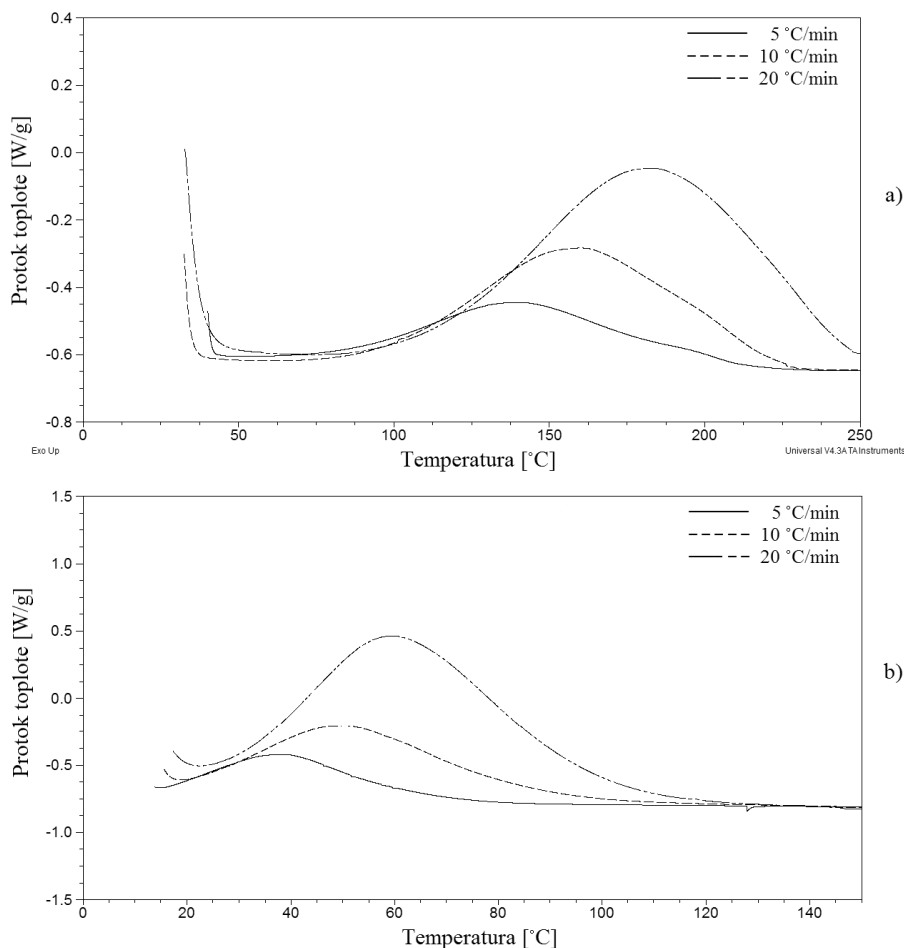 0.4
0.2
0.0
-0.2
-0.4
-0.6
-0.8
Protok toplote [W/g]
5 ˚C/min
10 ˚C/min
20 ˚C/min
a)
0
50
100
150
200
250
Exo Up
Temperatura [˚C]
Universal V4.3A TA Instruments
1.5
1.0
0.5
0.0
-0.5
-1.0
-1.5
Protok toplote [W/g]
5 ˚C/min
10 ˚C/min
20 ˚C/min
b)
0
20
40
60
80
100
120
140
Temperatura [˚C]